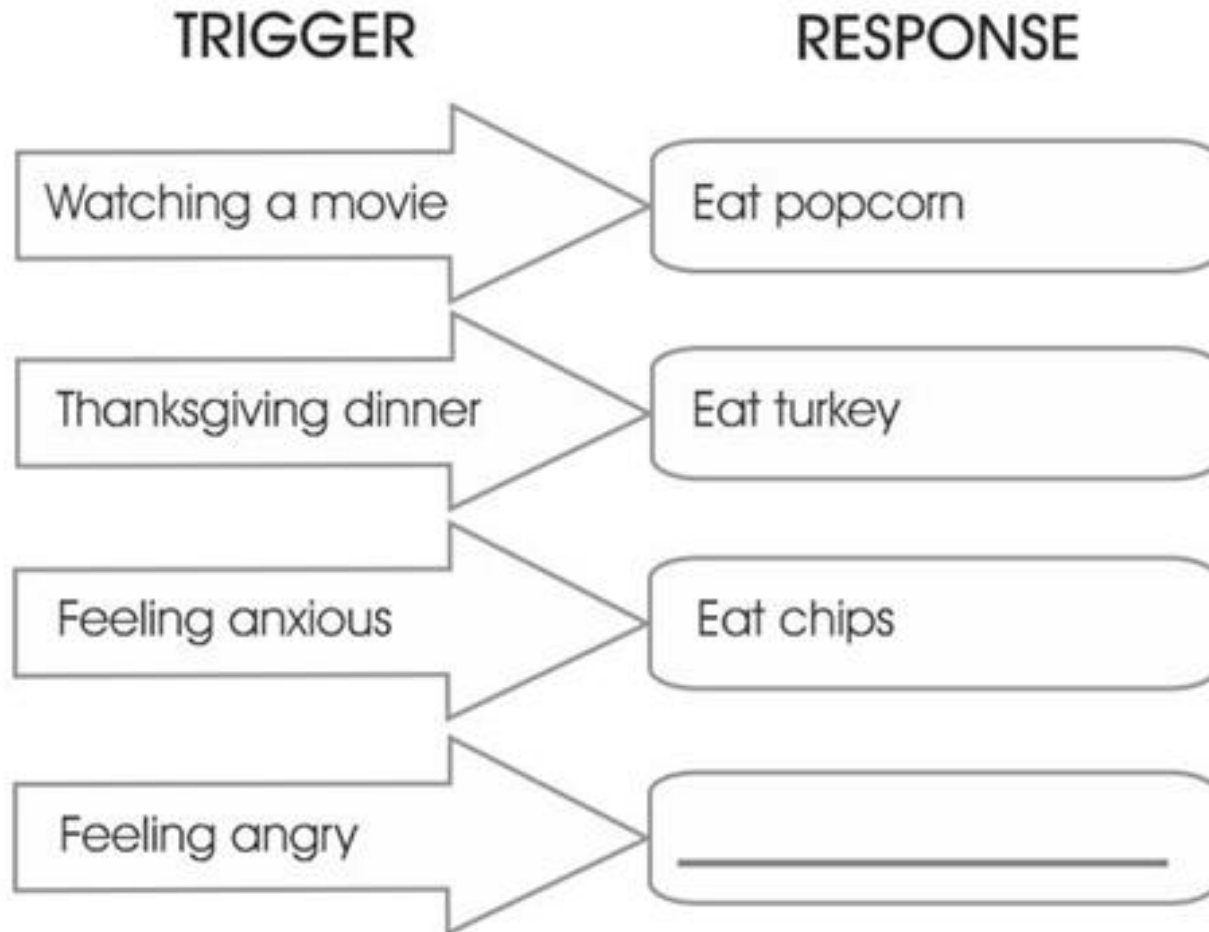 TRIGGER RESPONSE
Watching a movie Eat popcorn
Thanksgiving dinner Eat turkey
Feeling anxious Eat chips
Feeling angry